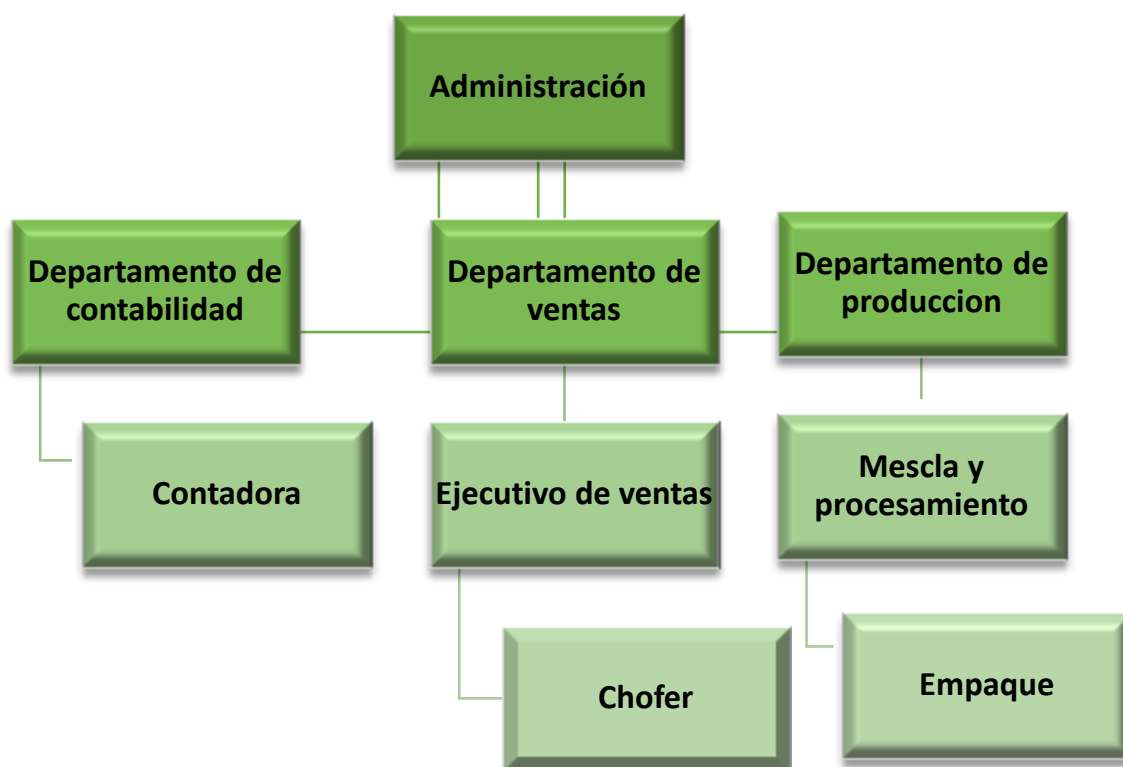 Administración
Departamento de
contabilidad
Departamento de
ventas
Departamento de
produccion
Contadora
Ejecutivo de ventas
Mescla y
procesamiento
Chofer
Empaque